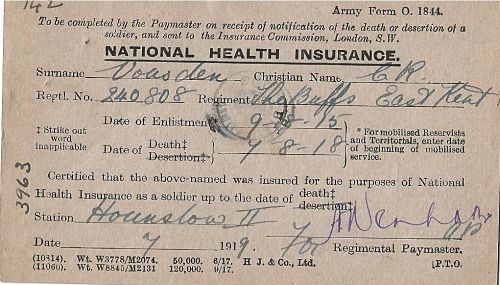 142
Army Form O. 1844.
To be completed by the Paymaster on receipt of notification of the death or desertion of a
soldier, and sent to the Insurance Commission, London, S.W.
NATIONAL HEALTH INSURANCE.
Surname Vousden Christian Name, C.R.
Regtl. No. 240808 Regiment The Buffs East Kent
Date of Enlistment* 9-8-15
‡ Strike out word inapplicable
Date of Death‡ Desertion‡ 7-8-18
* For mobilised Reservists and Territorials, enter date of beginning of mobilised service.
3963
Certified that the above-named was insured for the purposes of National
Health Insurance as a soldier up to the date of death‡ desertion‡
Station Hounslow II
Date 7 1919. For Regimental Paymaster.
(10814). Wt. W3778/M2074. 50,000. 6/17. H J. & Co., Ltd. [P.T.O.
(11060). Wt. W8845/M2131 120,000. 9/17.